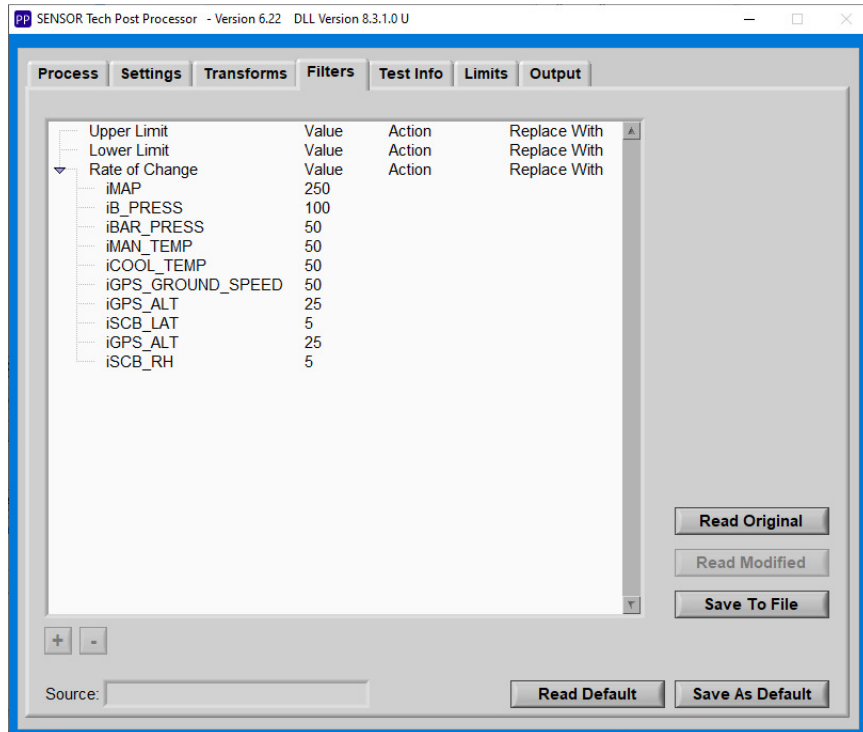 PP SENSOR Tech Post Processor - Version 6.22 DLL Version 8.3.1.0 U
Process Settings Transforms Filters Test Info Limits Output
Upper Limit Value Action Replace With
Lower Limit Value Action Replace With
Rate of Change Value Action Replace With
iMAP 250
iB_PRESS 100
iBAR_PRESS 50
iMAN_TEMP 50
iCOOL_TEMP 50
iGPS_GROUND_SPEED 50
iGPS_ALT 25
iSCB_LAT 5
iGPS_ALT 25
iSCB_RH 5
Read Original
Read Modified
Save To File
+ -
Source: Read Default Save As Default